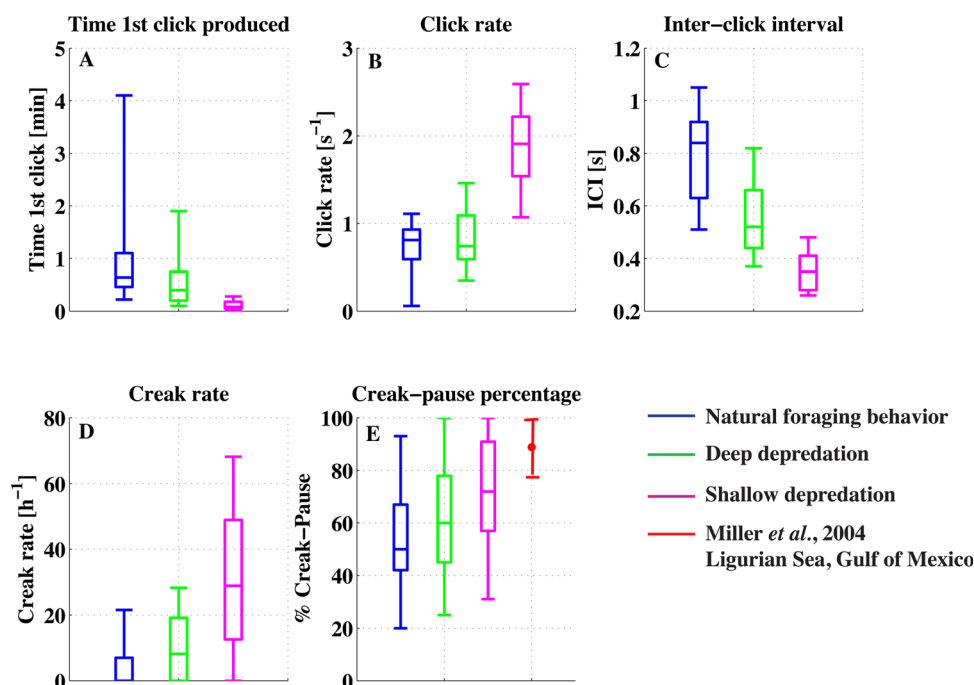 Time 1st click produced
A
Time 1st click [min]
5
4
3
2
1
0
Click rate
B
Click rate [s⁻¹]
3
2
1
0
Inter−click interval
C
ICI [s]
1.2
1
0.8
0.6
0.4
0.2
Creak rate
D
Creak rate [h⁻¹]
80
60
40
20
0
Creak−pause percentage
E
% Creak−Pause
100
80
60
40
20
0
Natural foraging behavior
Deep depredation
Shallow depredation
Miller et al., 2004
Ligurian Sea, Gulf of Mexico